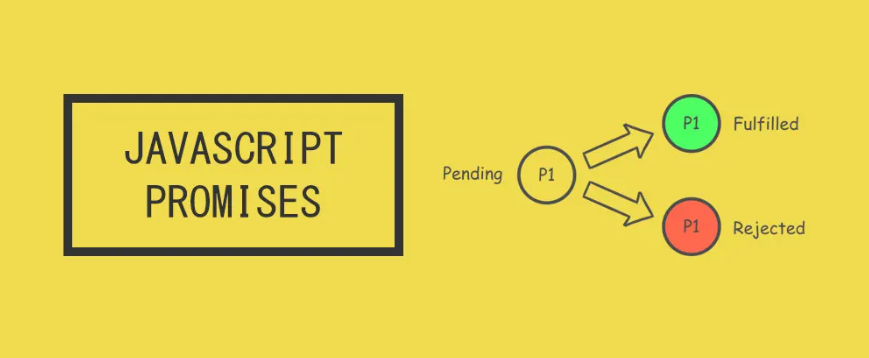 JAVASCRIPT
PROMISES
Pending
P1
P1
Fulfilled
P1
Rejected